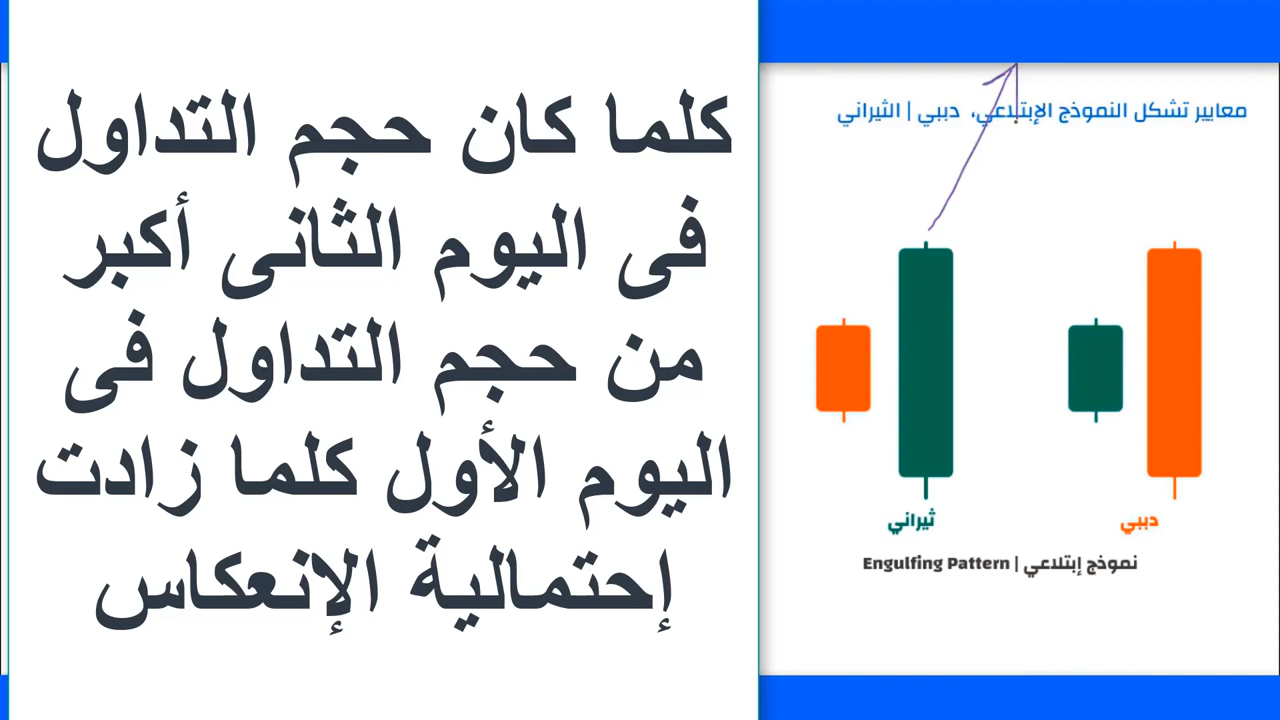 كلما كان حجم التداول
فى اليوم الثانى أكبر
من حجم التداول فى
اليوم الأول كلما زادت
إحتمالية الإنعكاس
معايير تشكل النموذج الإبتلاعي، دببي | الثيراني
ثيراني
دببي
نموذج إبتلاعي | Engulfing Pattern